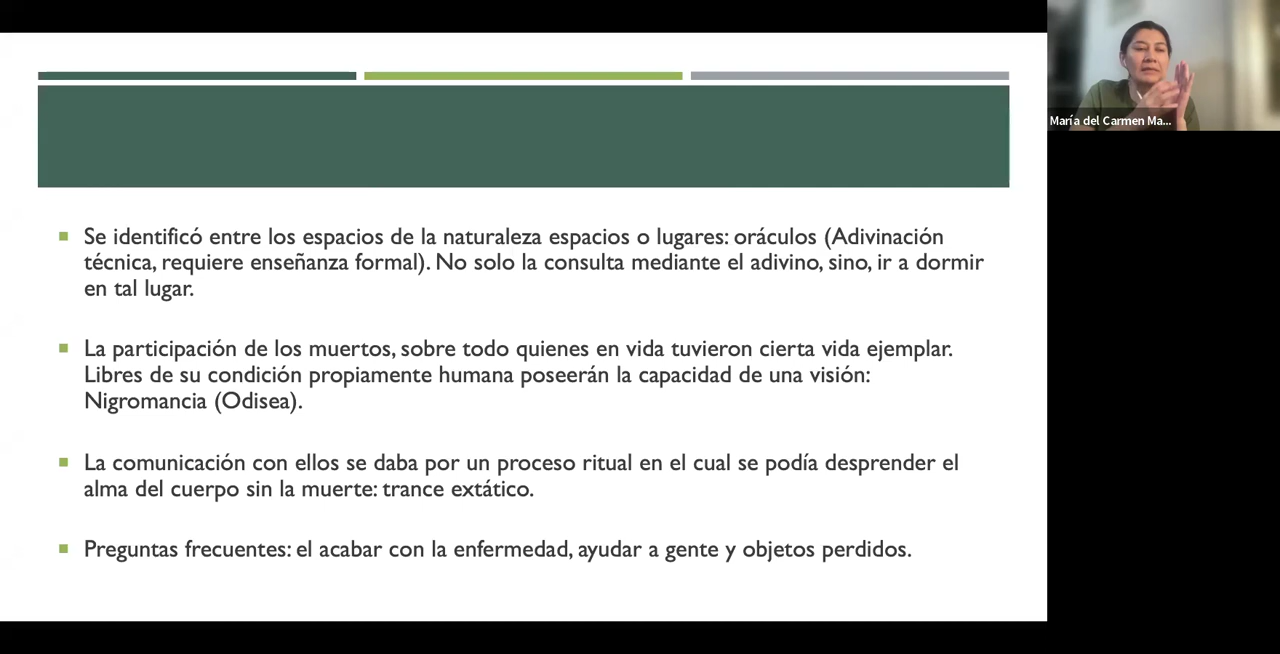 Se identificó entre los espacios de la naturaleza espacios o lugares: oráculos (Adivinación
técnica, requiere enseñanza formal). No solo la consulta mediante el adivino, sino, ir a dormir
en tal lugar.
La participación de los muertos, sobre todo quienes en vida tuvieron cierta vida ejemplar.
Libres de su condición propiamente humana poseerán la capacidad de una visión:
Nigromancia (Odisea).
La comunicación con ellos se daba por un proceso ritual en el cual se podía desprender el
alma del cuerpo sin la muerte: trance extático.
Preguntas frecuentes: el acabar con la enfermedad, ayudar a gente y objetos perdidos.
María del Carmen Ma...